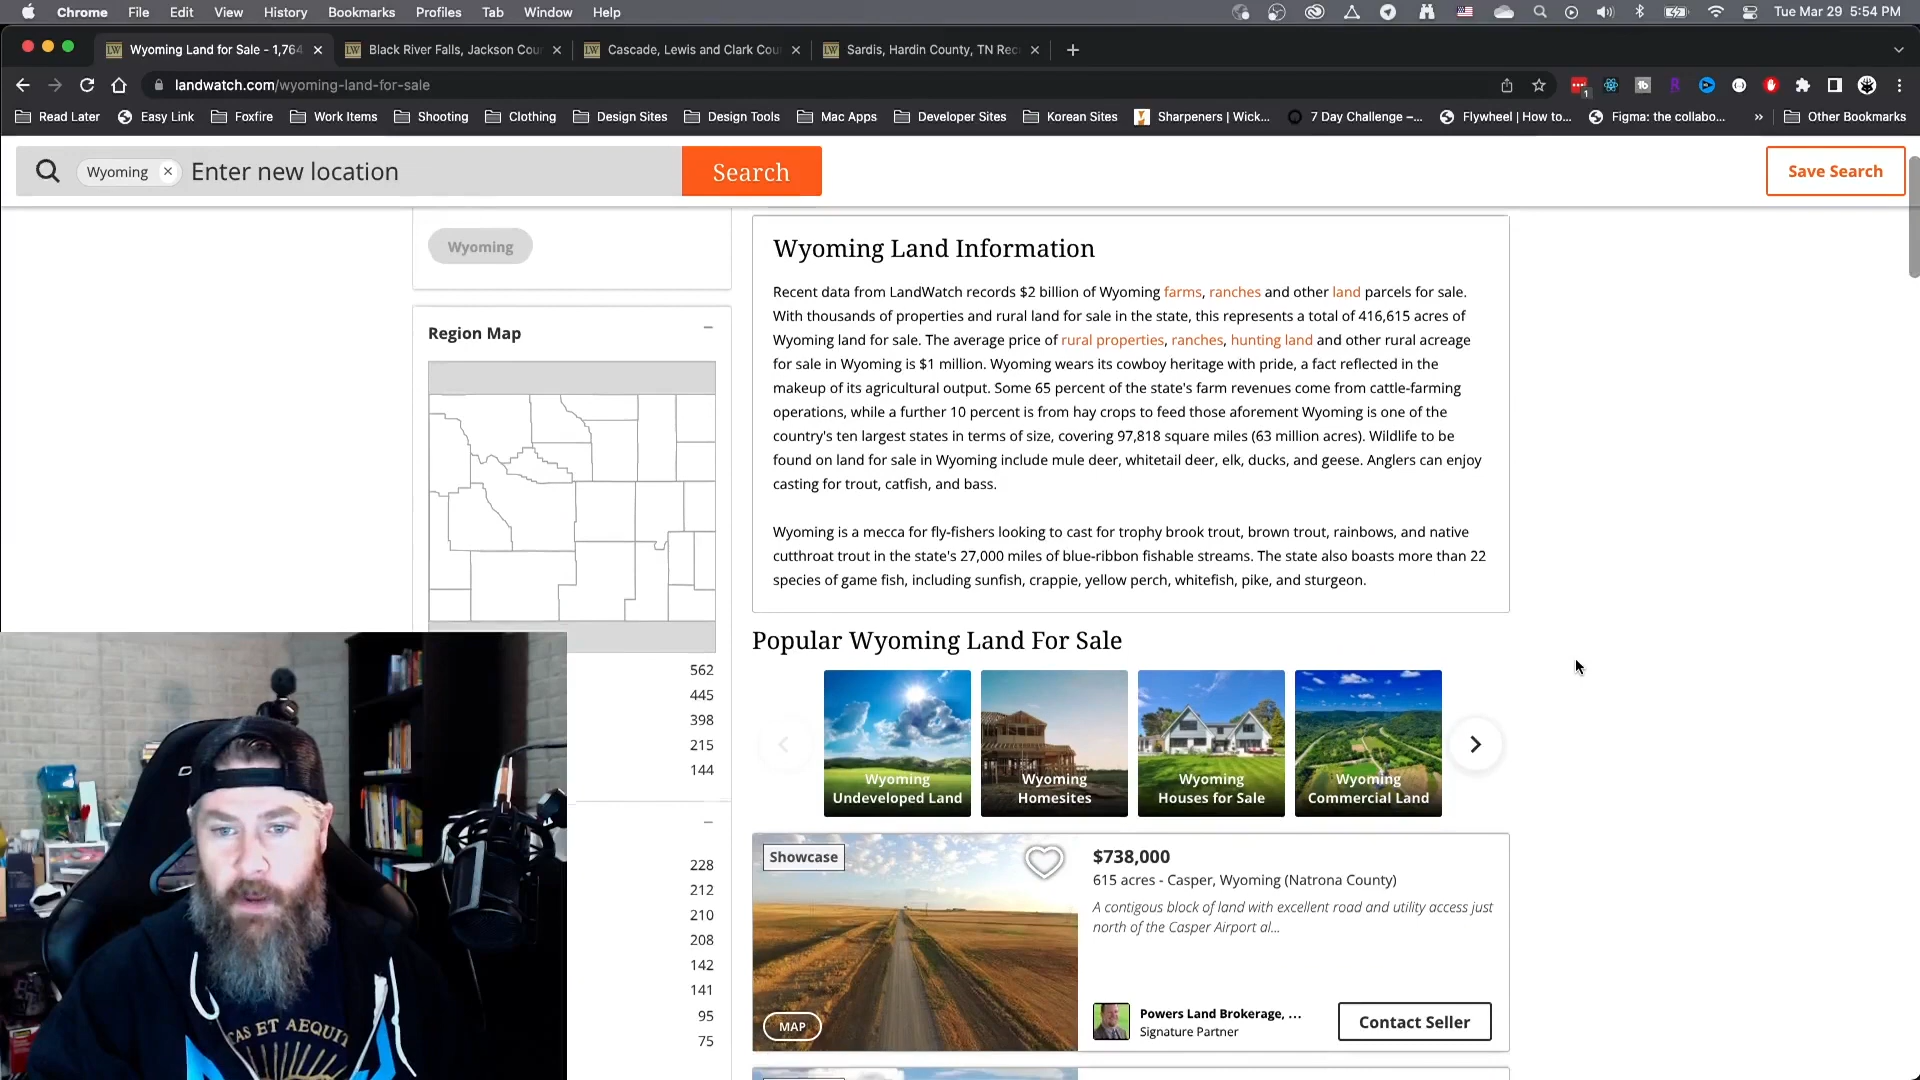 Chrome File Edit View History Bookmarks Profiles Tab Window Help Tue Mar 29 5:54 PM
Wyoming Land for Sale - 1,764 Black River Falls, Jackson Cou Cascade, Lewis and Clark Cou Sardis, Hardin County, TN Rec
landwatch.com/wyoming-land-for-sale
Read Later Easy Link Foxfire Work Items Shooting Clothing Design Sites Design Tools Mac Apps Developer Sites Korean Sites Sharpeners | Wick... 7 Day Challenge –... Flywheel | How to... Figma: the collabo... » Other Bookmarks
Wyoming Enter new location Search Save Search
Wyoming
Region Map
562
445
398
215
144
228
212
210
208
142
141
95
75
Wyoming Land Information
Recent data from LandWatch records $2 billion of Wyoming farms, ranches and other land parcels for sale.
With thousands of properties and rural land for sale in the state, this represents a total of 416,615 acres of
Wyoming land for sale. The average price of rural properties, ranches, hunting land and other rural acreage
for sale in Wyoming is $1 million. Wyoming wears its cowboy heritage with pride, a fact reflected in the
makeup of its agricultural output. Some 65 percent of the state's farm revenues come from cattle-farming
operations, while a further 10 percent is from hay crops to feed those aforement Wyoming is one of the
country's ten largest states in terms of size, covering 97,818 square miles (63 million acres). Wildlife to be
found on land for sale in Wyoming include mule deer, whitetail deer, elk, ducks, and geese. Anglers can enjoy
casting for trout, catfish, and bass.
Wyoming is a mecca for fly-fishers looking to cast for trophy brook trout, brown trout, rainbows, and native
cutthroat trout in the state's 27,000 miles of blue-ribbon fishable streams. The state also boasts more than 22
species of game fish, including sunfish, crappie, yellow perch, whitefish, pike, and sturgeon.
Popular Wyoming Land For Sale
Wyoming
Undeveloped Land
Wyoming
Homesites
Wyoming
Houses for Sale
Wyoming
Commercial Land
Showcase
MAP
$738,000
615 acres - Casper, Wyoming (Natrona County)
A contigous block of land with excellent road and utility access just
north of the Casper Airport al...
Powers Land Brokerage, ...
Signature Partner
Contact Seller
CAS ET AEQUIT